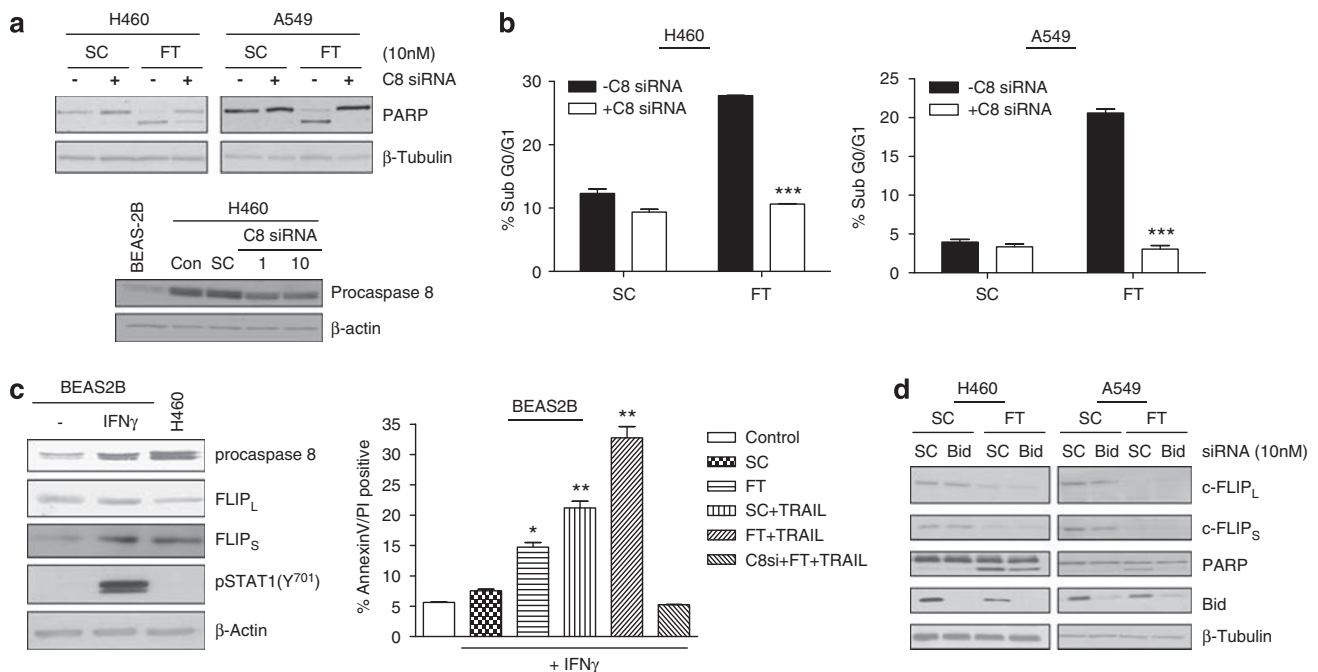 a
H460 A549
SC FT SC FT (10nM)
- + - + - + - + C8 siRNA
PARP
β-Tubulin
BEAS-2B
H460
C8 siRNA
Con SC 1 10
Procaspase 8
β-actin
b
H460
-C8 siRNA
+C8 siRNA
% Sub G0/G1
30
20
10
0
***
SC FT
A549
-C8 siRNA
+C8 siRNA
% Sub G0/G1
25
20
15
10
5
0
***
SC FT
c
BEAS2B H460
- IFNγ
procaspase 8
FLIPL
FLIPS
pSTAT1(Y701)
β-Actin
BEAS2B
% AnnexinV/PI positive
35
30
25
20
15
10
5
0
* ** **
+ IFNγ
Control
SC
FT
SC+TRAIL
FT+TRAIL
C8si+FT+TRAIL
d
H460 A549
SC FT SC FT
SC Bid SC Bid SC Bid SC Bid siRNA (10nM)
c-FLIPL
c-FLIPS
PARP
Bid
β-Tubulin